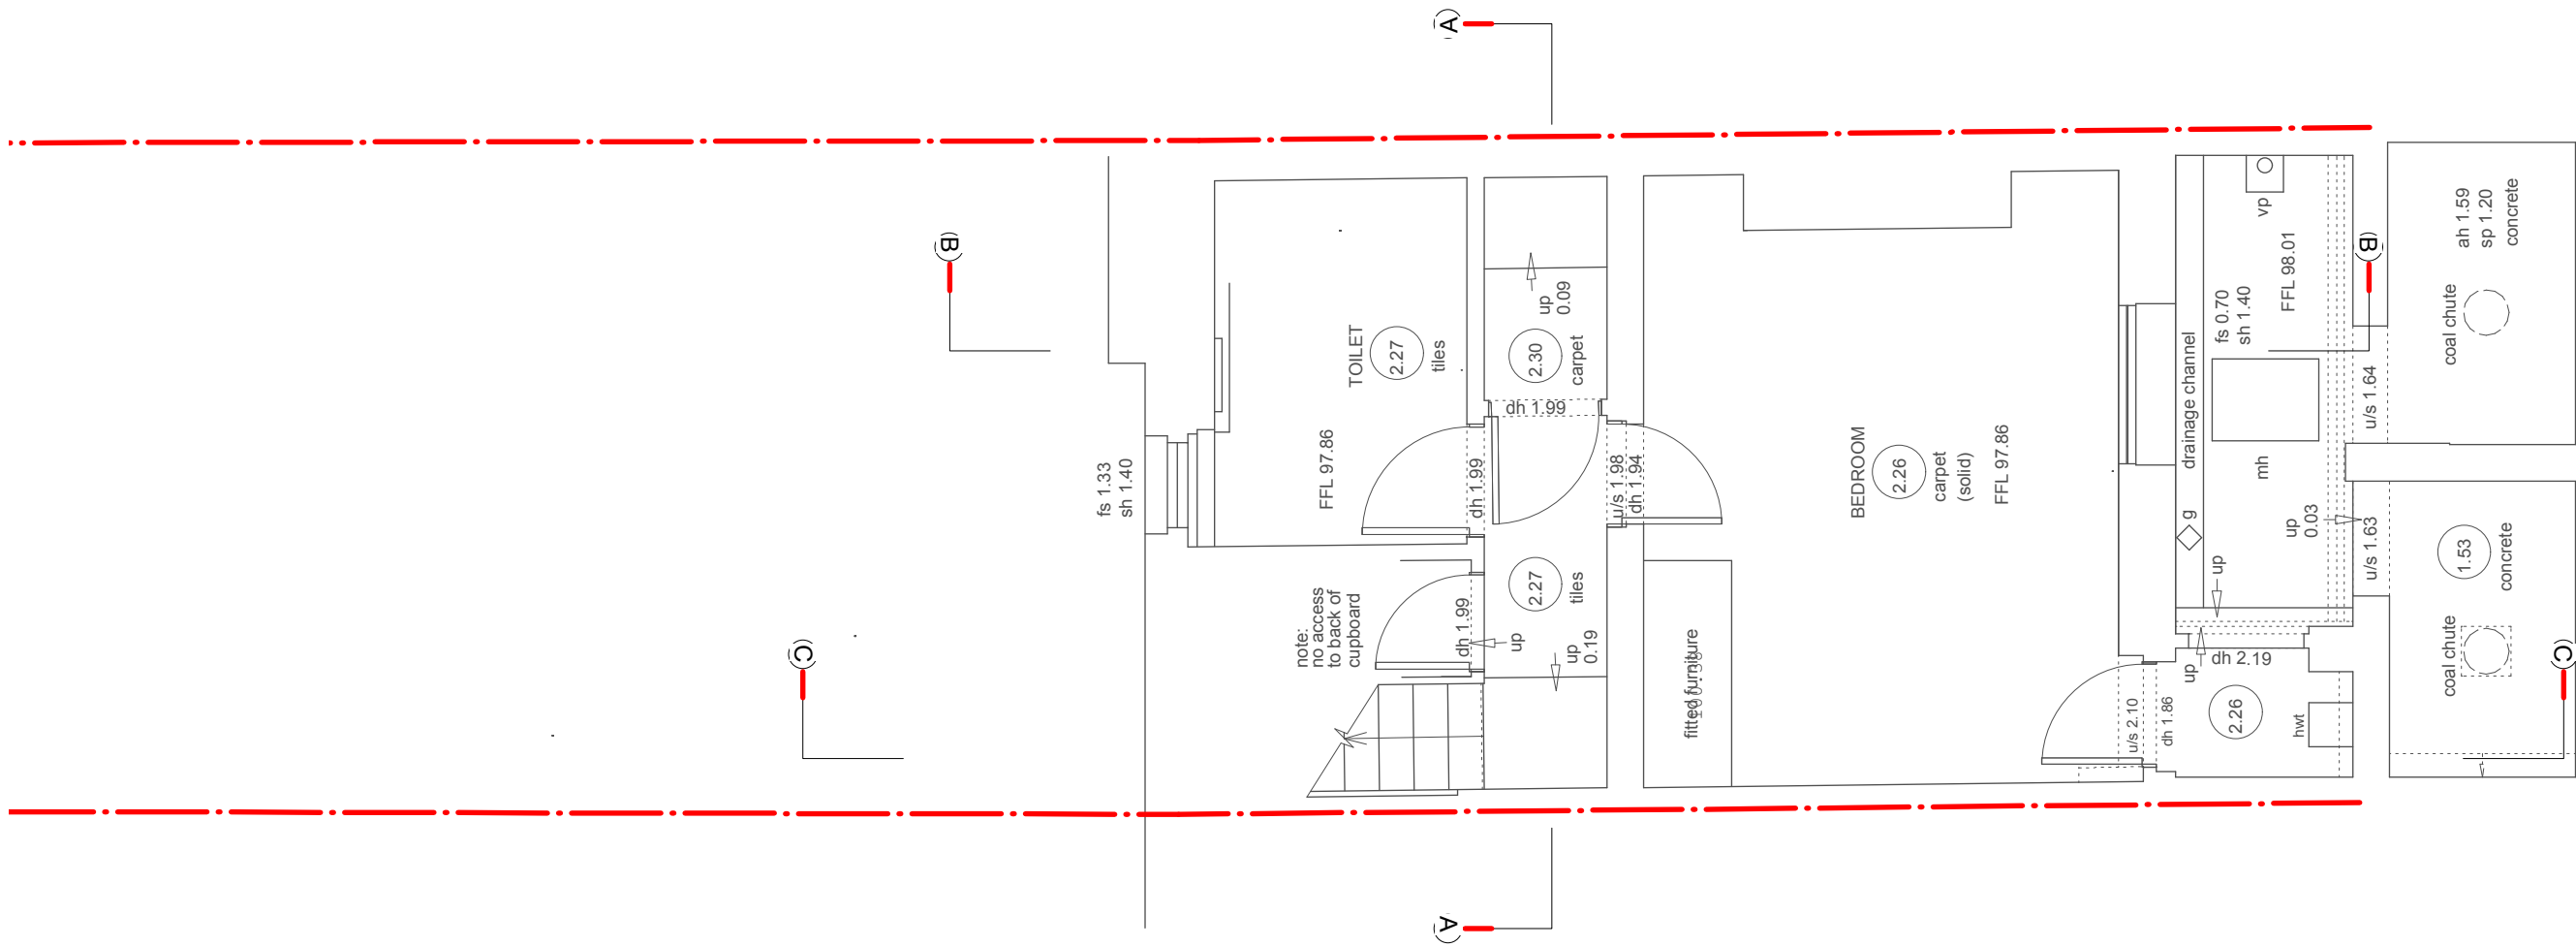 A
B
C
fs 1.33
sh 1.40
TOILET
2.27
tiles
FFL 97.86
note:
no access
to back of
cupboard
dh 1.99
dh 1.99
up
up
0.09
2.30
carpet
dh 1.99
2.27
tiles
up
0.19
u/s 1.98
dh 1.94
fitted furniture
BEDROOM
2.26
carpet
(solid)
FFL 97.86
u/s 2.10
dh 1.86
drainage channel
g
up
up
dh 2.19
2.26
hwt
vp
FFL 98.01
fs 0.70
sh 1.40
mh
up
0.03
u/s 1.64
u/s 1.63
ah 1.59
sp 1.20
concrete
coal chute
1.53
concrete
coal chute
A
B
C